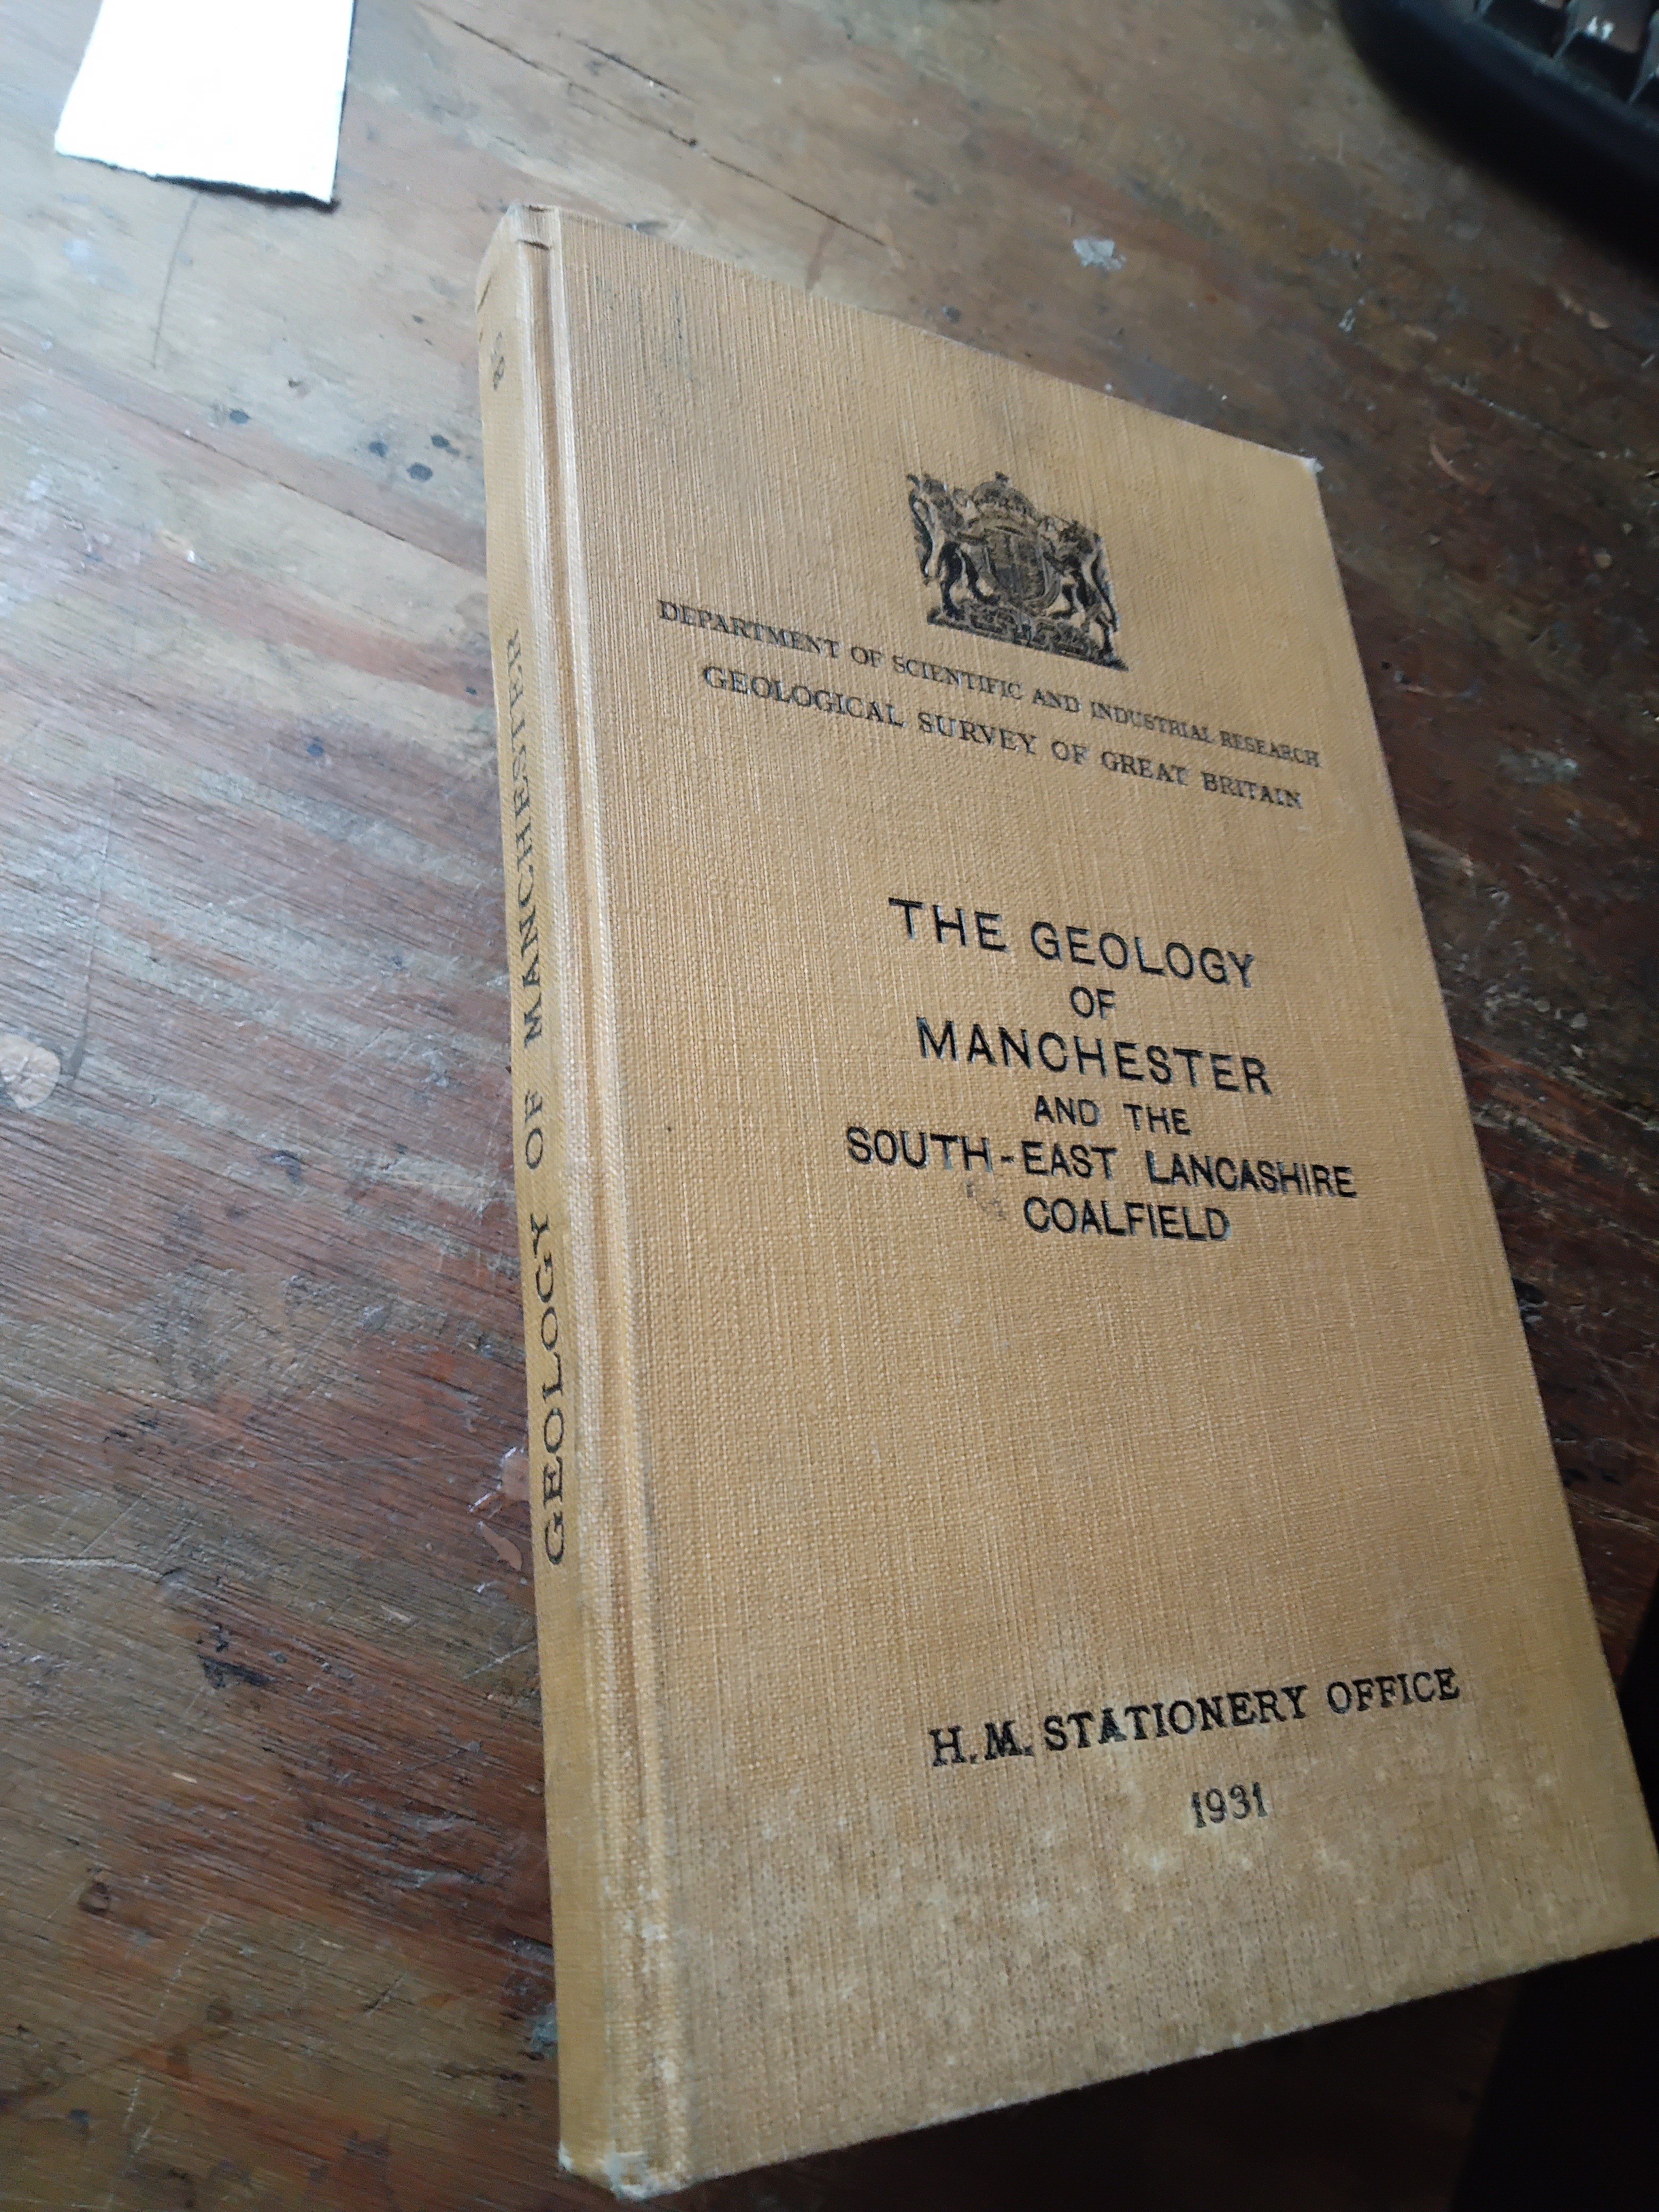 DEPARTMENT OF SCIENTIFIC AND INDUSTRIAL RESEARCH
GEOLOGICAL SURVEY OF GREAT BRITAIN
THE GEOLOGY
OF
MANCHESTER
AND THE
SOUTH-EAST LANCASHIRE
COALFIELD
H.M. STATIONERY OFFICE
1931
GEOLOGY OF MANCHESTER
85